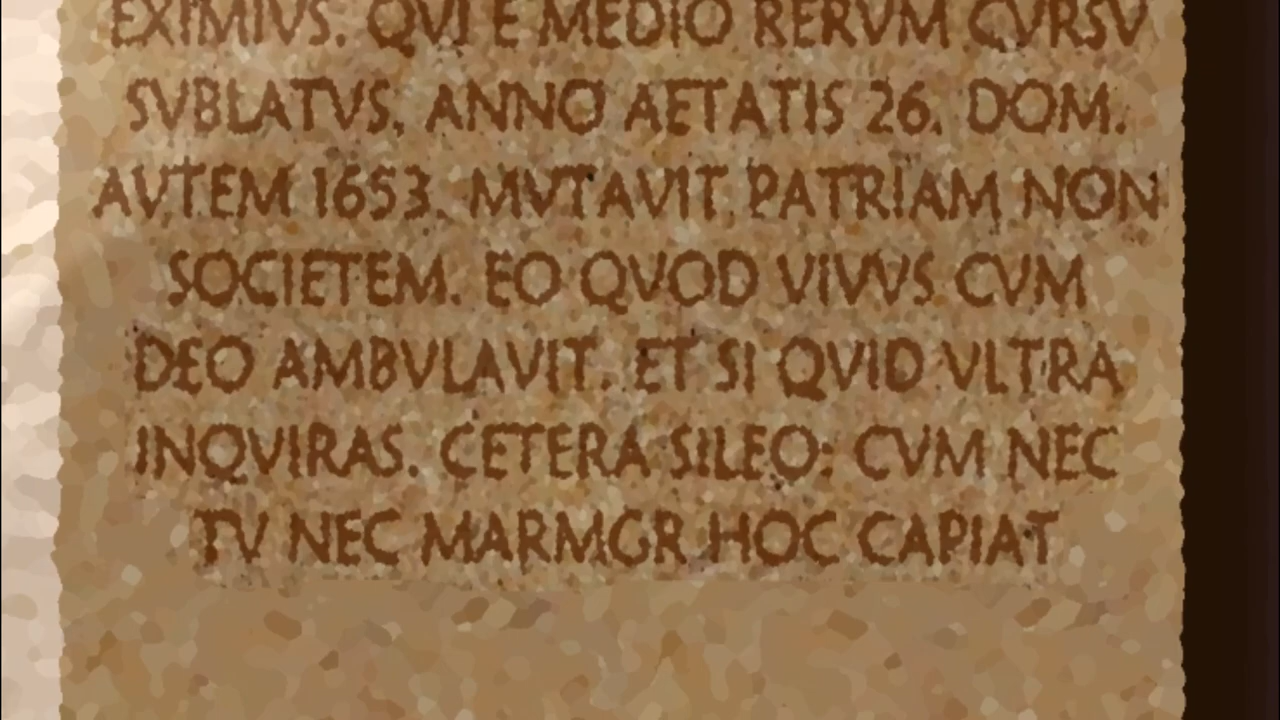 EXIMIVS. QVI E MEDIO RERVM CVRSV
SVBLATVS, ANNO AETATIS 26. DOM.
AVTEM 1653. MVTAVIT PATRIAM NON
SOCIETEM. EO QVOD VIVVS CVM
DEO AMBVLAVIT. ET SI QVID VLTRA
INQVIRAS. CETERA SILEO: CVM NEC
TV NEC MARMGR HOC CAPIAT